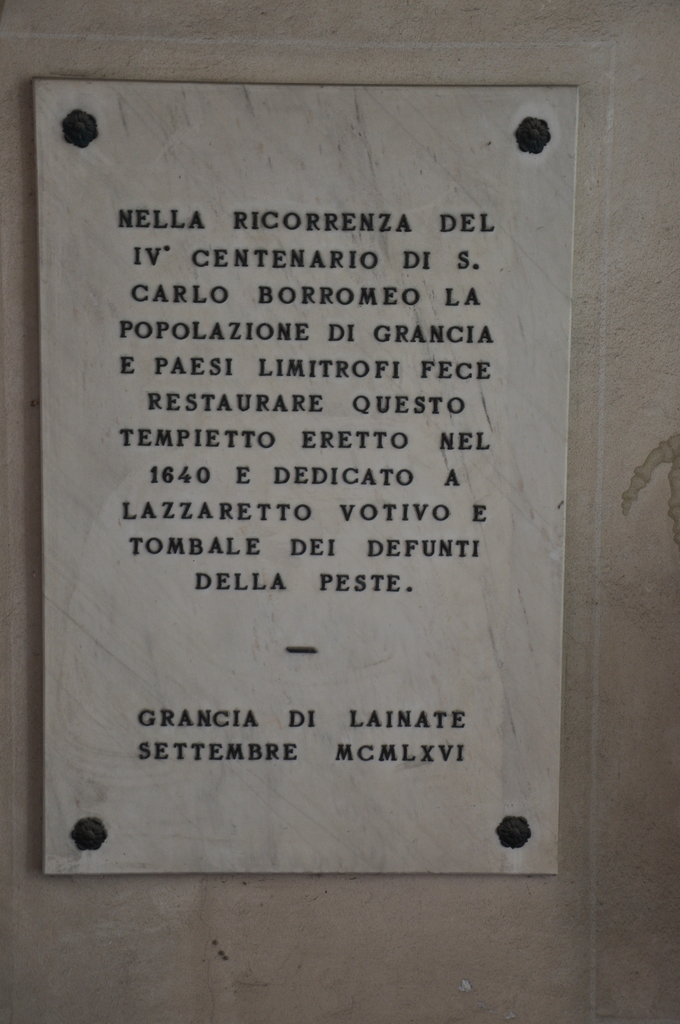 NELLA RICORRENZA DEL
IV° CENTENARIO DI S.
CARLO BORROMEO LA
POPOLAZIONE DI GRANCIA
E PAESI LIMITROFI FECE
RESTAURARE QUESTO
TEMPIETTO ERETTO NEL
1640 E DEDICATO A
LAZZARETTO VOTIVO E
TOMBALE DEI DEFUNTI
DELLA PESTE.
—
GRANCIA DI LAINATE
SETTEMBRE MCMLXVI